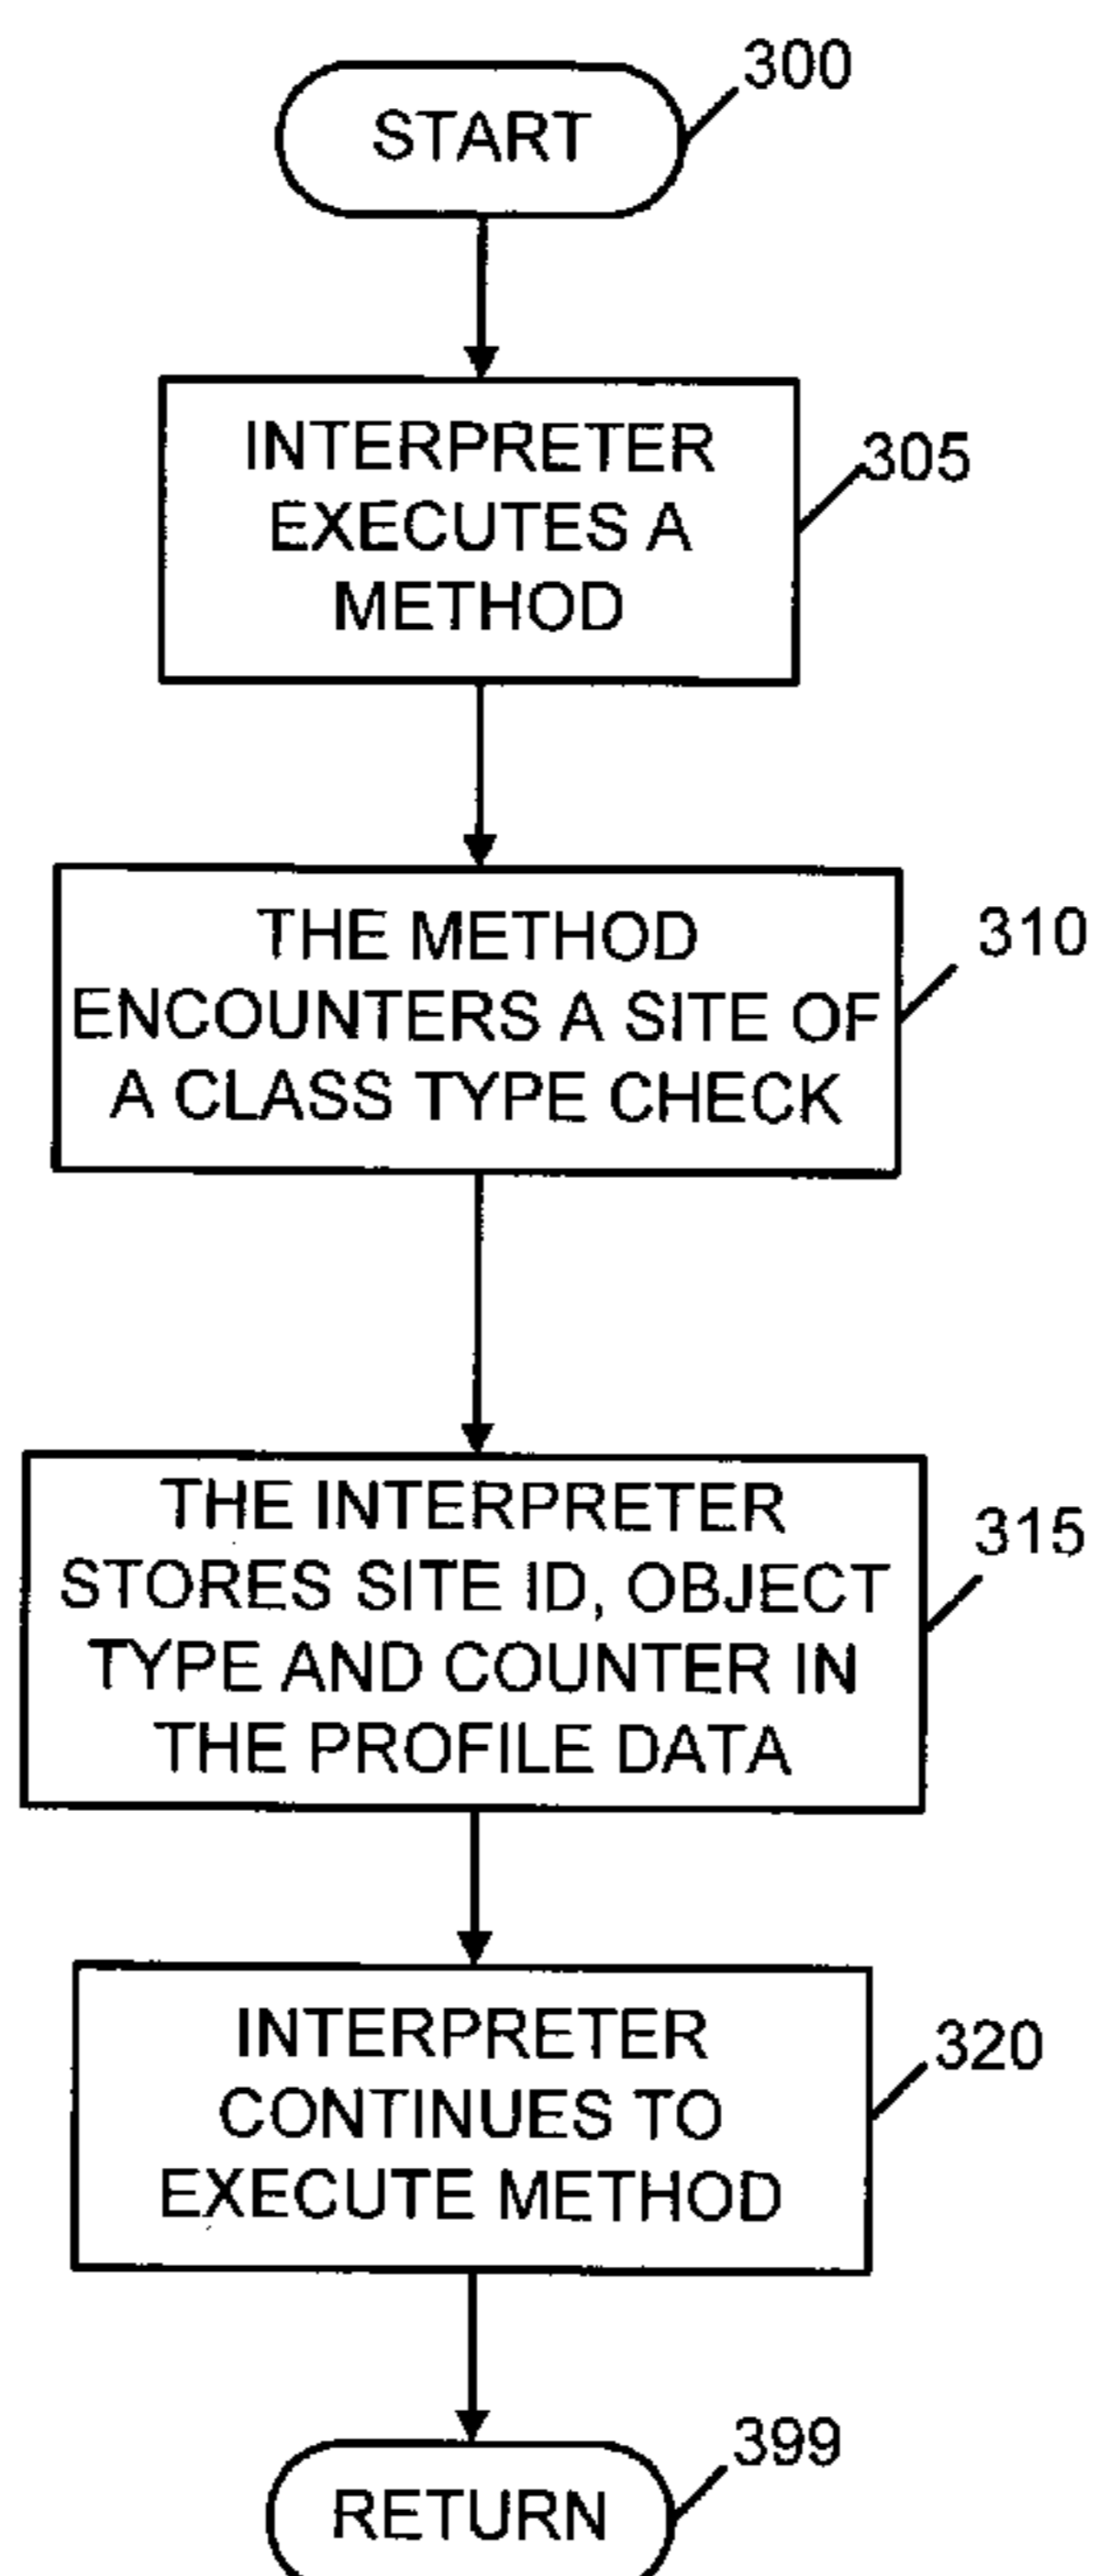 300
START
INTERPRETER
EXECUTES A
METHOD
305
THE METHOD
ENCOUNTERS A SITE OF
A CLASS TYPE CHECK
310
THE INTERPRETER
STORES SITE ID, OBJECT
TYPE AND COUNTER IN
THE PROFILE DATA
315
INTERPRETER
CONTINUES TO
EXECUTE METHOD
320
399
RETURN